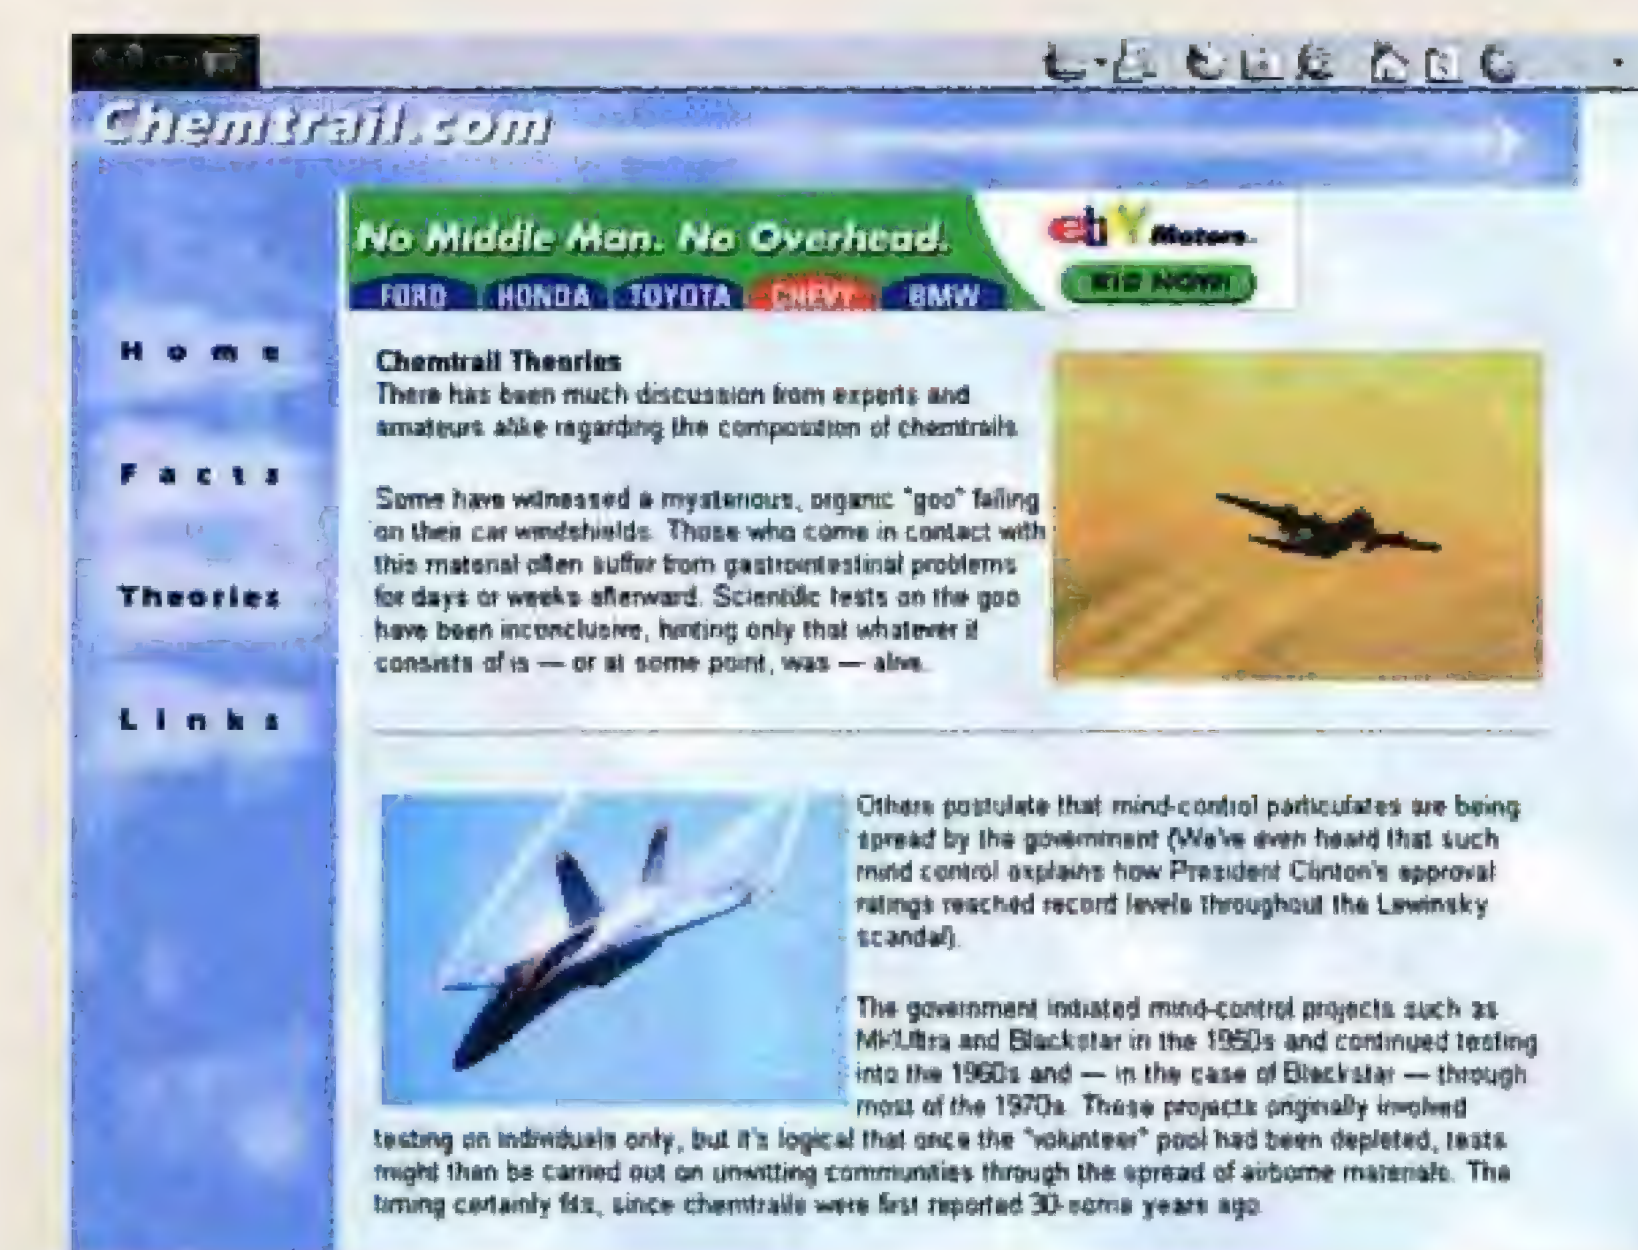 Chemtrail.com
No Middle Man. No Overhead.
ebay Motors
BID NOW!
FORD HONDA TOYOTA CHEVY BMW
Home
Facts
Theories
Links
Chemtrail Theories
There has been much discussion from experts and
amateurs alike regarding the composition of chemtrails.
Some have witnessed a mysterious, organic "goo" falling
on their car windshields. Those who come in contact with
this material often suffer from gastrointestinal problems
for days or weeks afterward. Scientific tests on the goo
have been inconclusive, hinting only that whatever it
consists of is — or at some point, was — alive.
Others postulate that mind-control particulates are being
spread by the government (We've even heard that such
mind control explains how President Clinton's approval
ratings reached record levels throughout the Lewinsky
scandal).
The government initiated mind-control projects such as
MkUltra and Blackstar in the 1950s and continued testing
into the 1960s and — in the case of Blackstar — through
most of the 1970s. These projects originally involved
testing on individuals only, but it's logical that once the "volunteer" pool had been depleted, tests
might then be carried out on unwitting communities through the spread of airborne materials. The
timing certainly fits, since chemtrails were first reported 30-some years ago.